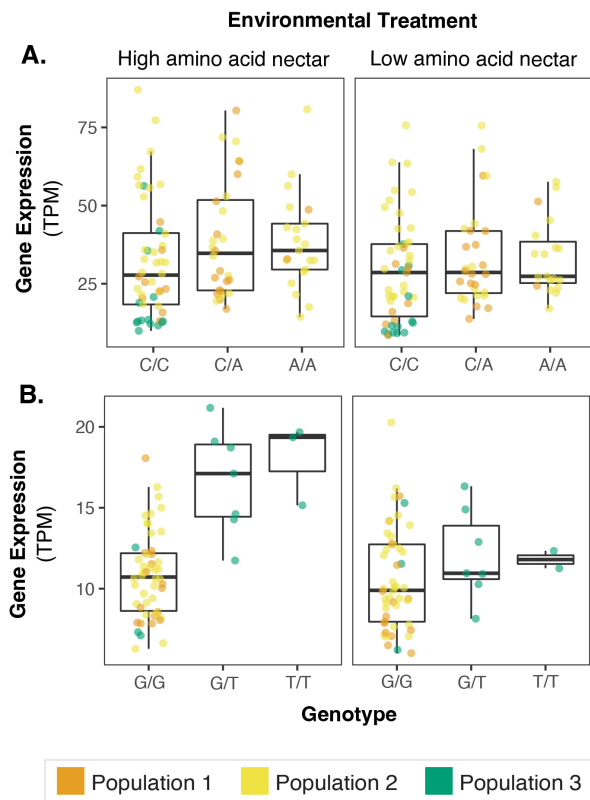 Environmental Treatment
A.
High amino acid nectar
Low amino acid nectar
Gene Expression
(TPM)
75
50
25
C/C
C/A
A/A
C/C
C/A
A/A
B.
Gene Expression
(TPM)
20
15
10
G/G
G/T
T/T
G/G
G/T
T/T
Genotype
Population 1
Population 2
Population 3